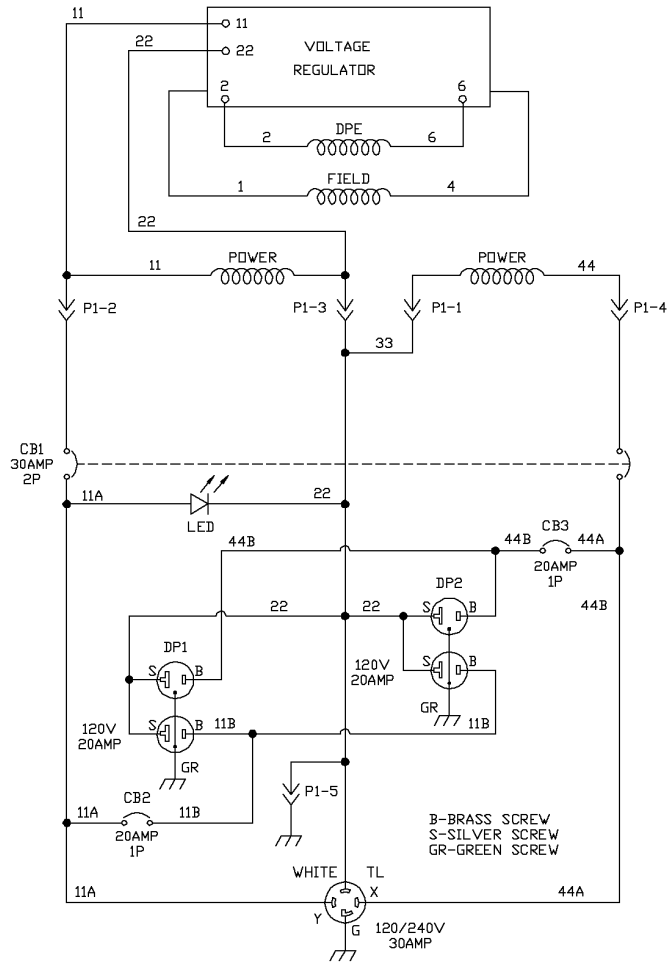 11
11
22
22
VOLTAGE
REGULATOR
2
6
DPE
2
6
FIELD
1
4
22
POWER
11
POWER
44
P1-2
P1-3
P1-1
P1-4
33
CB1
30AMP
2P
11A
22
LED
CB3
44B
44B
44A
20AMP
1P
DP2
44B
22
22
S
B
DP1
S
B
120V
20AMP
S
B
GR
S
B
11B
11B
120V
20AMP
GR
P1-5
CB2
11A
11B
20AMP
1P
B-BRASS SCREW
S-SILVER SCREW
GR-GREEN SCREW
WHITE
TL
11A
X
44A
Y
G
120/240V
30AMP